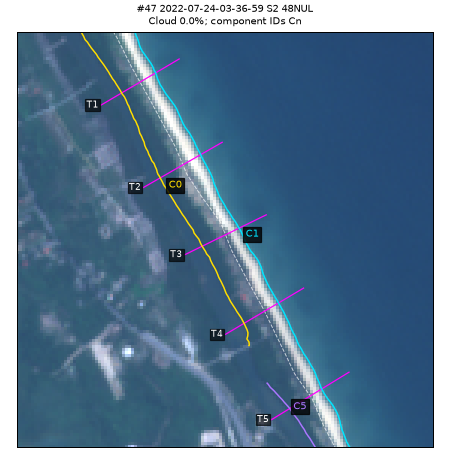 #47 2022-07-24-03-36-59 S2 48NUL
Cloud 0.0%; component IDs Cn
T1
T2
C0
C1
T3
T4
C5
T5